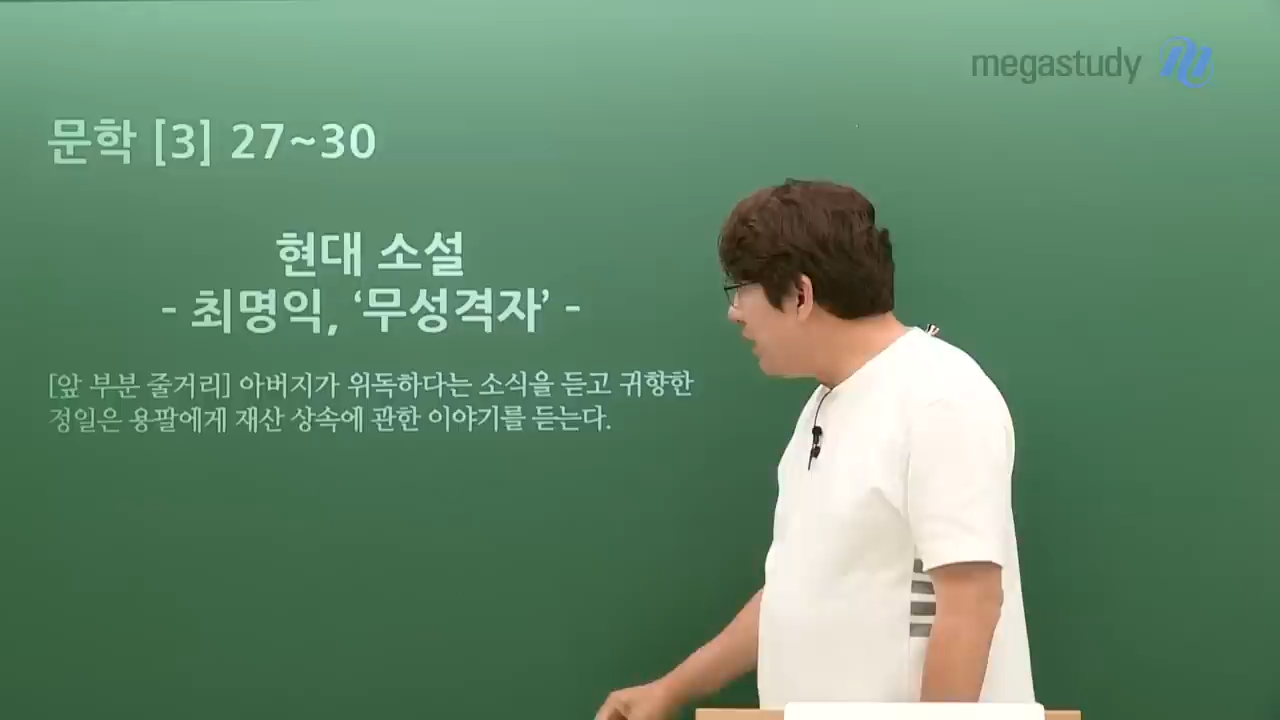 megastudy
문학 [3] 27~30
현대 소설
- 최명익, ‘무성격자’ -
[앞 부분 줄거리] 아버지가 위독하다는 소식을 듣고 귀향한
정일은 용팔에게 재산 상속에 관한 이야기를 듣는다.